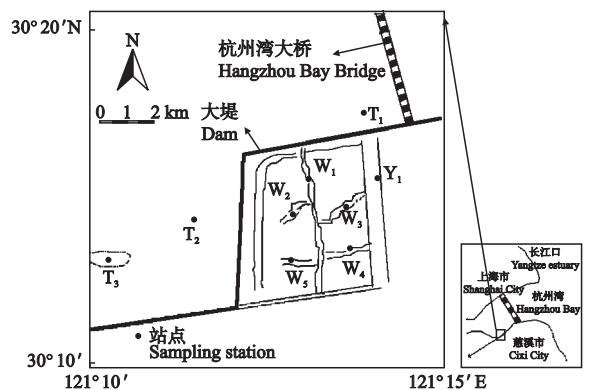 30°20′N
N
杭州湾大桥
Hangzhou Bay Bridge
0 1 2 km
大堤
Dam
T1
W1
Y1
W2
W3
T2
W4
W5
T3
站点
Sampling station
30°10′
121°10′
121°15′E
长江口
Yangtze estuary
上海市
Shanghai City
杭州湾
Hangzhou Bay
慈溪市
Cixi City